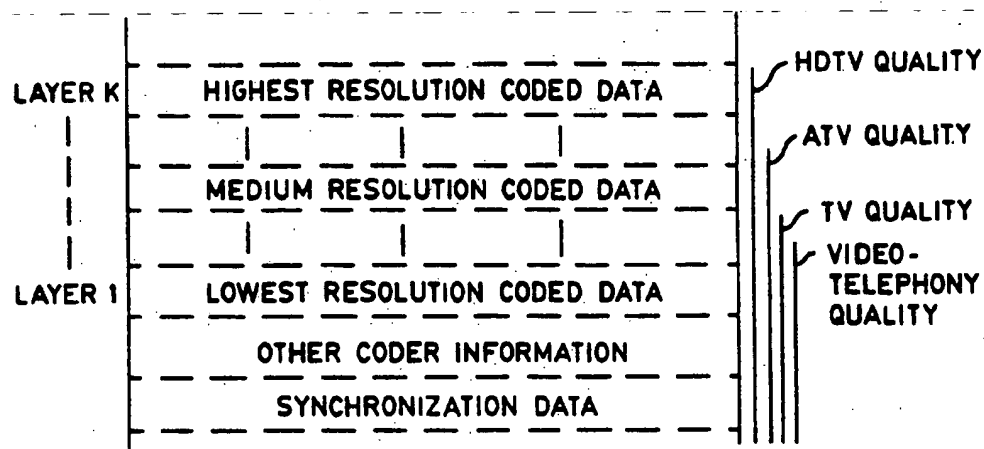 LAYER K
HIGHEST RESOLUTION CODED DATA
HDTV QUALITY
ATV QUALITY
MEDIUM RESOLUTION CODED DATA
TV QUALITY
LAYER 1
LOWEST RESOLUTION CODED DATA
VIDEO-
TELEPHONY
QUALITY
OTHER CODER INFORMATION
SYNCHRONIZATION DATA